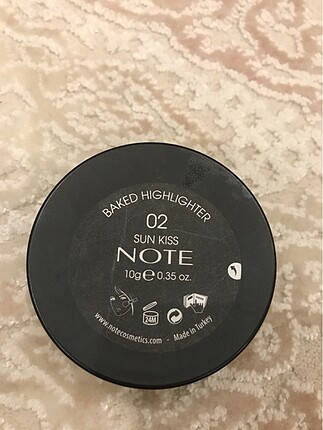 BAKED HIGHLIGHTER
02
SUN KISS
NOTE
10g e 0.35 oz.
24M
www.notecosmetics.com - Made in Turkey